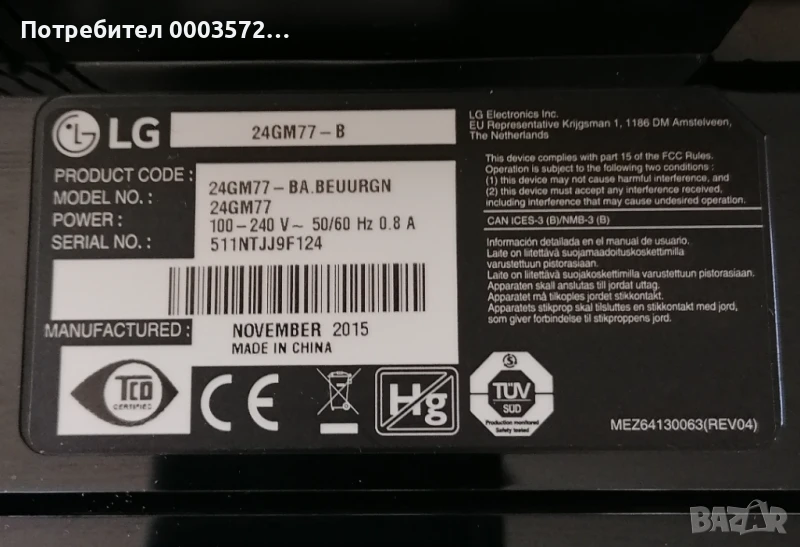 Потребител 0003572...
LG
24GM77-B
PRODUCT CODE :
24GM77-BA.BEUURGN
MODEL NO. :
24GM77
POWER :
100-240 V~ 50/60 Hz 0.8 A
SERIAL NO. :
511NTJJ9F124
MANUFACTURED :
NOVEMBER 2015
MADE IN CHINA
TCO
CERTIFIED
CE
Hg
S
TÜV
SÜD
Production monitored
Safety tested
LG Electronics Inc.
EU Representative Krijgsman 1, 1186 DM Amstelveen,
The Netherlands
This device complies with part 15 of the FCC Rules.
Operation is subject to the following two conditions :
(1) this device may not cause harmful interference, and
(2) this device must accept any interference received,
including interference that may cause undesired operation.
CAN ICES-3 (B)/NMB-3 (B)
Información detallada en el manual de usuario.
Laite on liitettävä suojamaadoituskoskettimilla
varustettuun pistorasiaan.
Laite on liitettävä suojakoskettimilla varustettuun pistorasiaan.
Apparaten skall anslutas till jordat uttag.
Apparatet må tilkoples jordet stikkontakt.
Apparatets stikprop skal tilsluttes en stikkontakt med jord,
som giver forbindelse til stikproppens jord.
MEZ64130063(REV04)
BAZAR